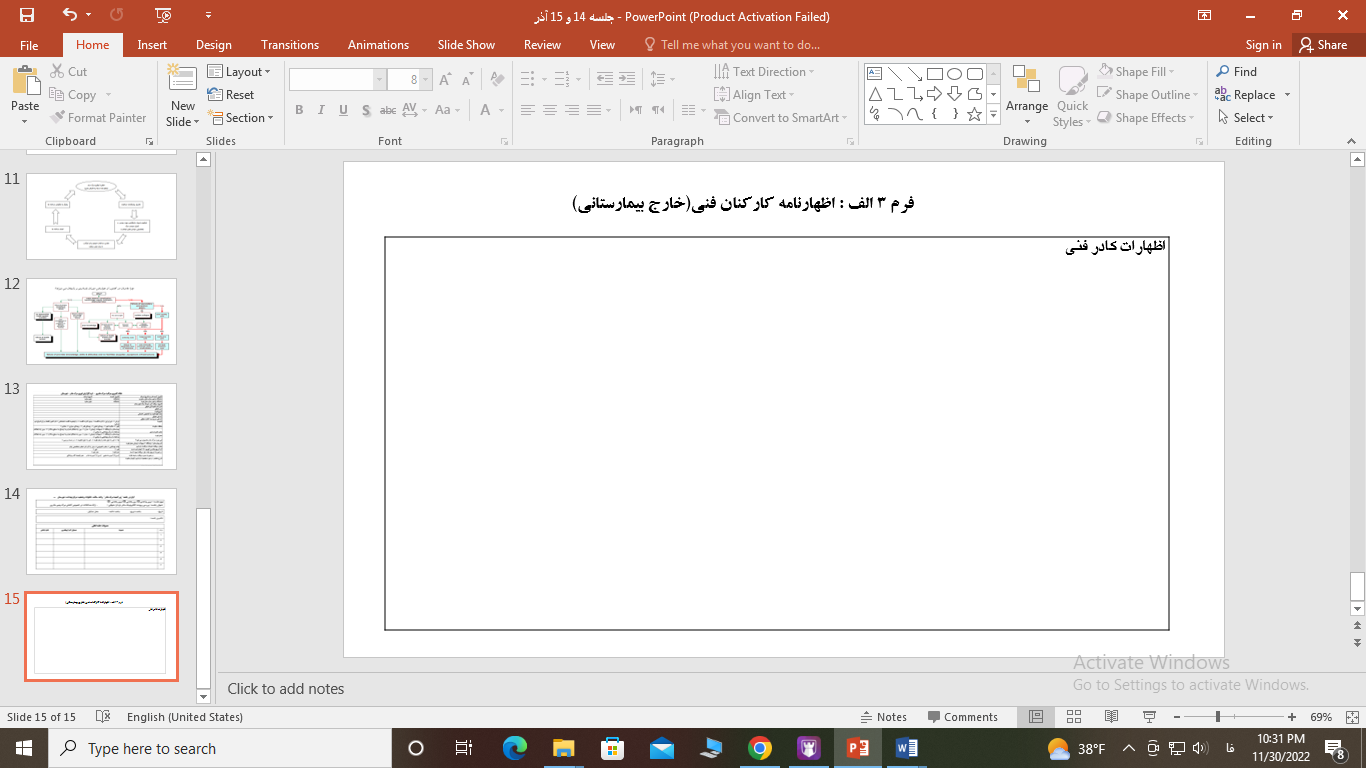 جلسه 14 و 15 آذر - PowerPoint (Product Activation Failed)
File Home Insert Design Transitions Animations Slide Show Review View Tell me what you want to do... Sign in Share
Paste
Cut
Copy
Format Painter
Clipboard
New Slide
Layout
Reset
Section
Slides
8
B I U S abc AV Aa A
Font
Paragraph
Text Direction
Align Text
Convert to SmartArt
Arrange
Quick Styles
Shape Fill
Shape Outline
Shape Effects
Drawing
Find
Replace
Select
Editing
11
12
13
14
15
فرم ۳ الف : اظهارنامه کارکنان فنی(خارج بیمارستانی)
اظهارات کادر فنی
Activate Windows
Go to Settings to activate Windows.
Click to add notes
Slide 15 of 15 English (United States) Notes Comments 69%
Type here to search
38°F
فا
10:31 PM
11/30/2022
8